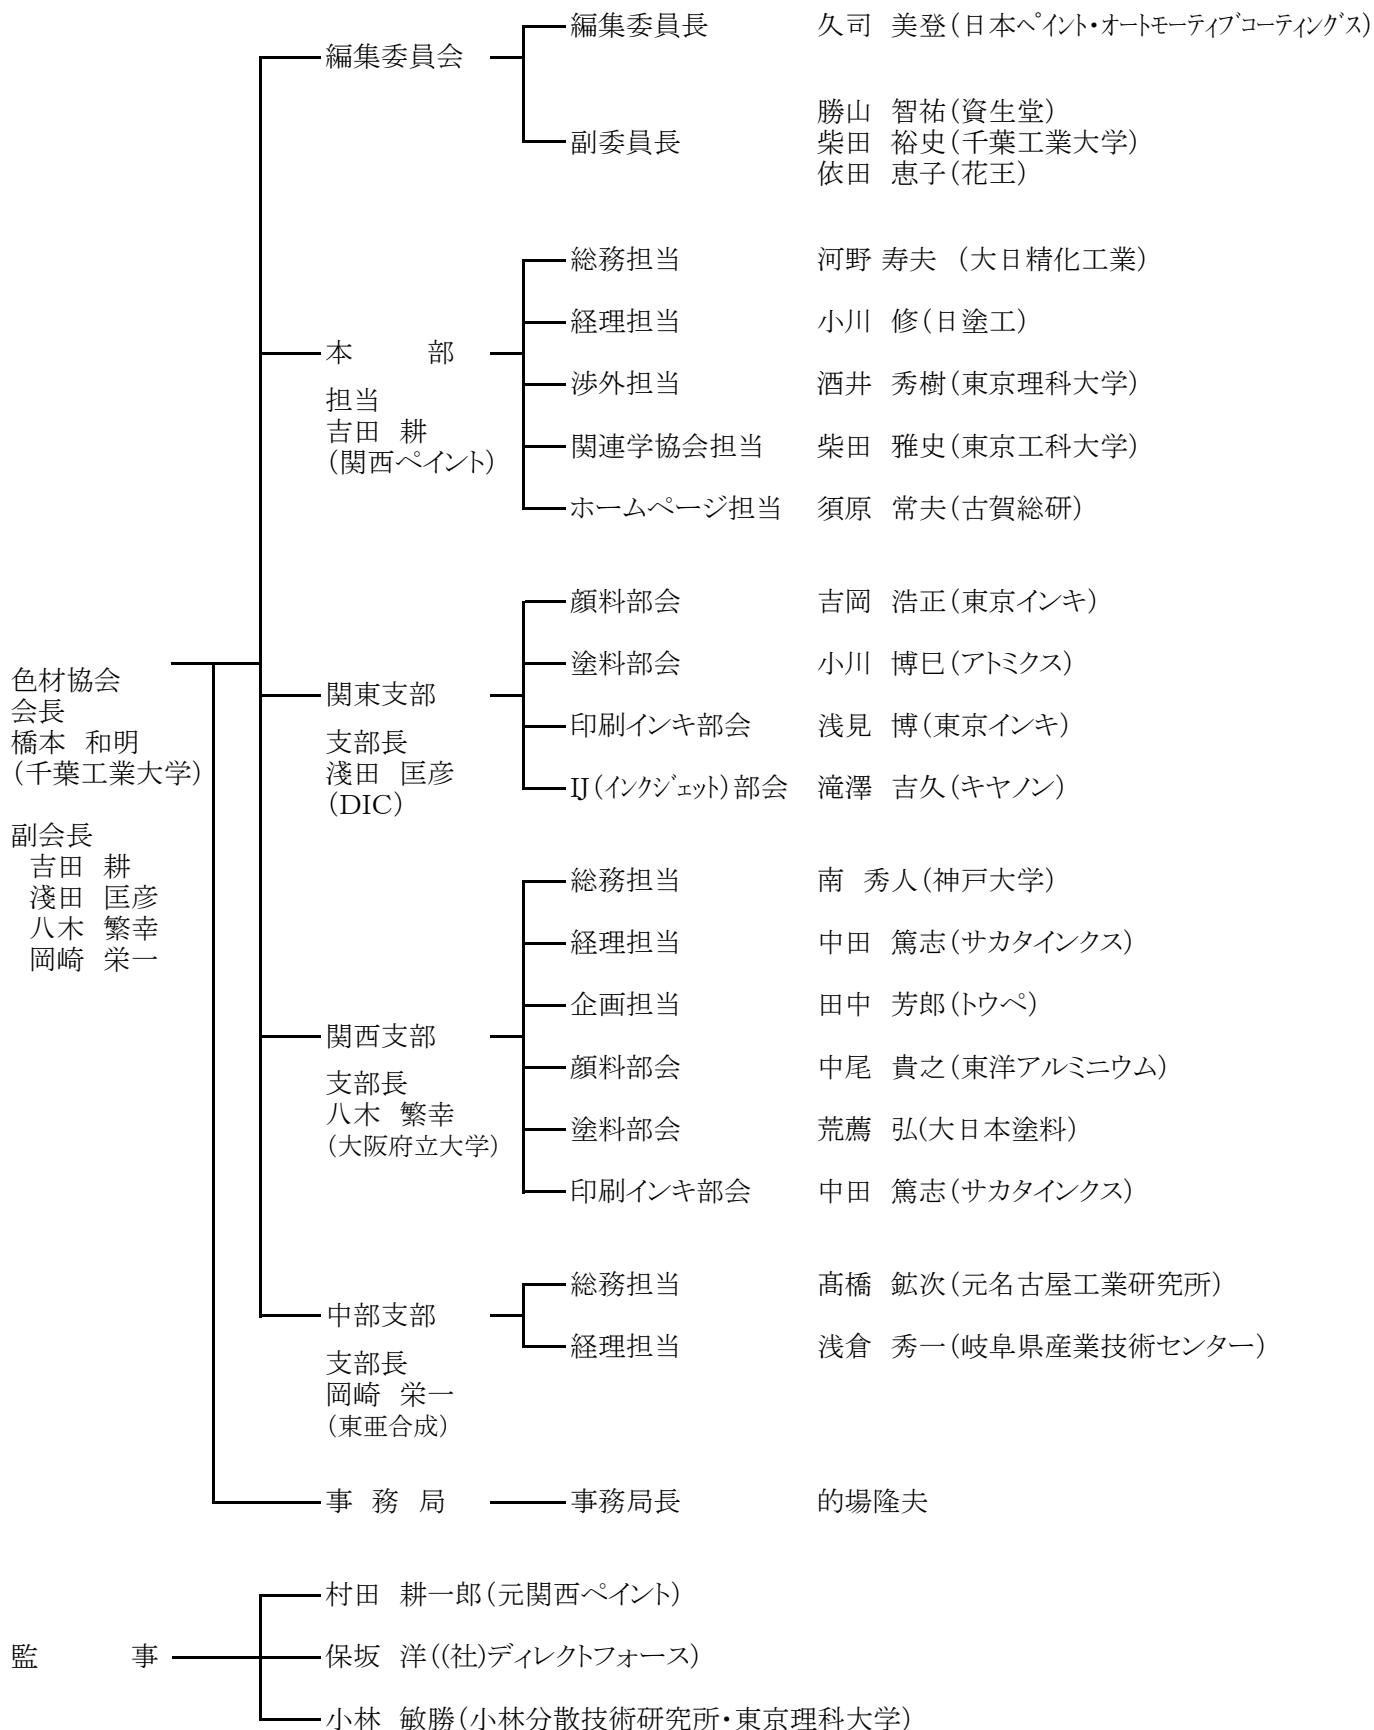 編集委員長 久司 美登(日本ペイント・オートモーティブコーティングス)
編集委員会
勝山 智祐(資生堂)
副委員長 柴田 裕史(千葉工業大学)
依田 恵子(花王)
総務担当 河野 寿夫 (大日精化工業)
経理担当 小川 修(日塗工)
本 部
担当
吉田 耕
(関西ペイント)
渉外担当 酒井 秀樹(東京理科大学)
関連学協会担当 柴田 雅史(東京工科大学)
ホームページ担当 須原 常夫(古賀総研)
色材協会
会長
橋本 和明
(千葉工業大学)
副会長
吉田 耕
淺田 匡彦
八木 繁幸
岡崎 栄一
顔料部会 吉岡 浩正(東京インキ)
塗料部会 小川 博巳(アトミクス)
関東支部
支部長
淺田 匡彦
(DIC)
印刷インキ部会 浅見 博(東京インキ)
IJ(インクジェット)部会 滝澤 吉久(キヤノン)
総務担当 南 秀人(神戸大学)
経理担当 中田 篤志(サカタインクス)
企画担当 田中 芳郎(トウペ)
関西支部
支部長
八木 繁幸
(大阪府立大学)
顔料部会 中尾 貴之(東洋アルミニウム)
塗料部会 荒薦 弘(大日本塗料)
印刷インキ部会 中田 篤志(サカタインクス)
総務担当 髙橋 鉱次(元名古屋工業研究所)
中部支部
支部長
岡崎 栄一
(東亜合成)
経理担当 浅倉 秀一(岐阜県産業技術センター)
事 務 局 事務局長 的場隆夫
監 事
村田 耕一郎(元関西ペイント)
保坂 洋((社)ディレクトフォース)
小林 敏勝(小林分散技術研究所・東京理科大学)